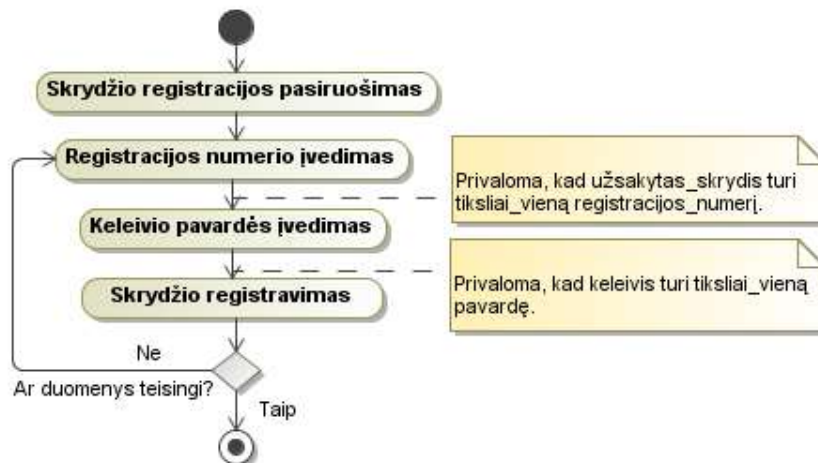 Skrydžio registracijos pasiruošimas
Registracijos numerio įvedimas
Privaloma, kad užsakytas_skrydis turi
tiksliai_vieną registracijos_numerį.
Keleivio pavardės įvedimas
Skrydžio registravimas
Privaloma, kad keleivis turi tiksliai_vieną
pavardę.
Ne
Ar duomenys teisingi?
Taip